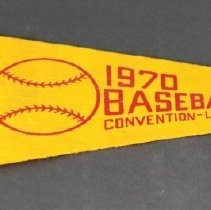 1970
BASEBA
CONVENTION-L